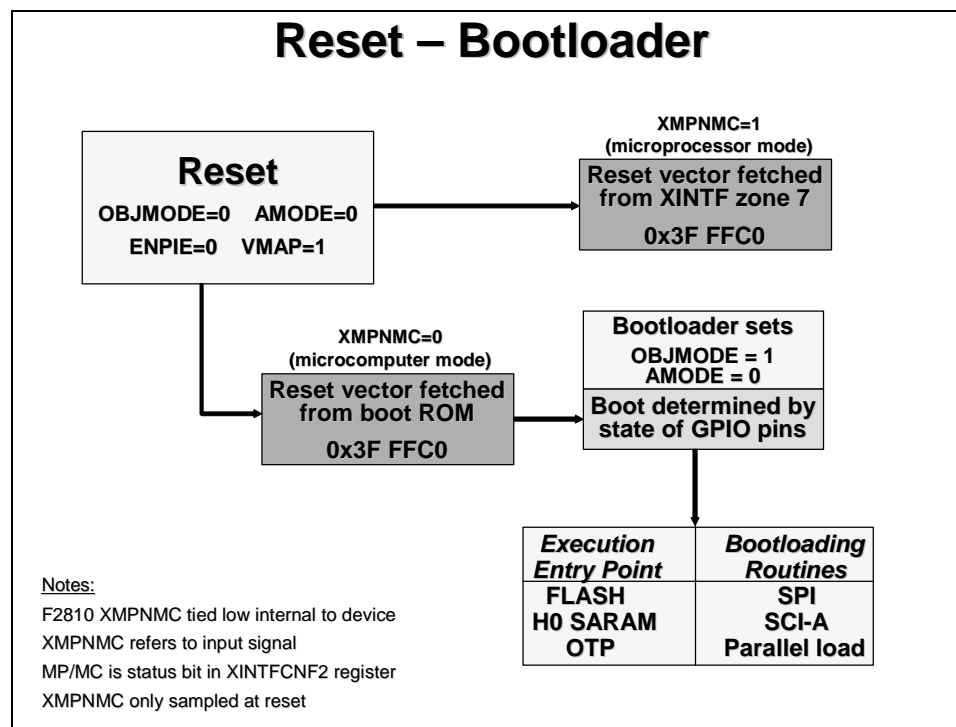 Reset – Bootloader
XMPNMC=1
(microprocessor mode)
Reset
OBJMODE=0 AMODE=0
ENPIE=0 VMAP=1
Reset vector fetched
from XINTF zone 7
0x3F FFC0
XMPNMC=0
(microcomputer mode)
Reset vector fetched
from boot ROM
0x3F FFC0
Bootloader sets
OBJMODE = 1
AMODE = 0
Boot determined by
state of GPIO pins
Execution
Entry Point
FLASH
H0 SARAM
OTP
Bootloading
Routines
SPI
SCI-A
Parallel load
Notes:
F2810 XMPNMC tied low internal to device
XMPNMC refers to input signal
MP/MC is status bit in XINTFCNF2 register
XMPNMC only sampled at reset